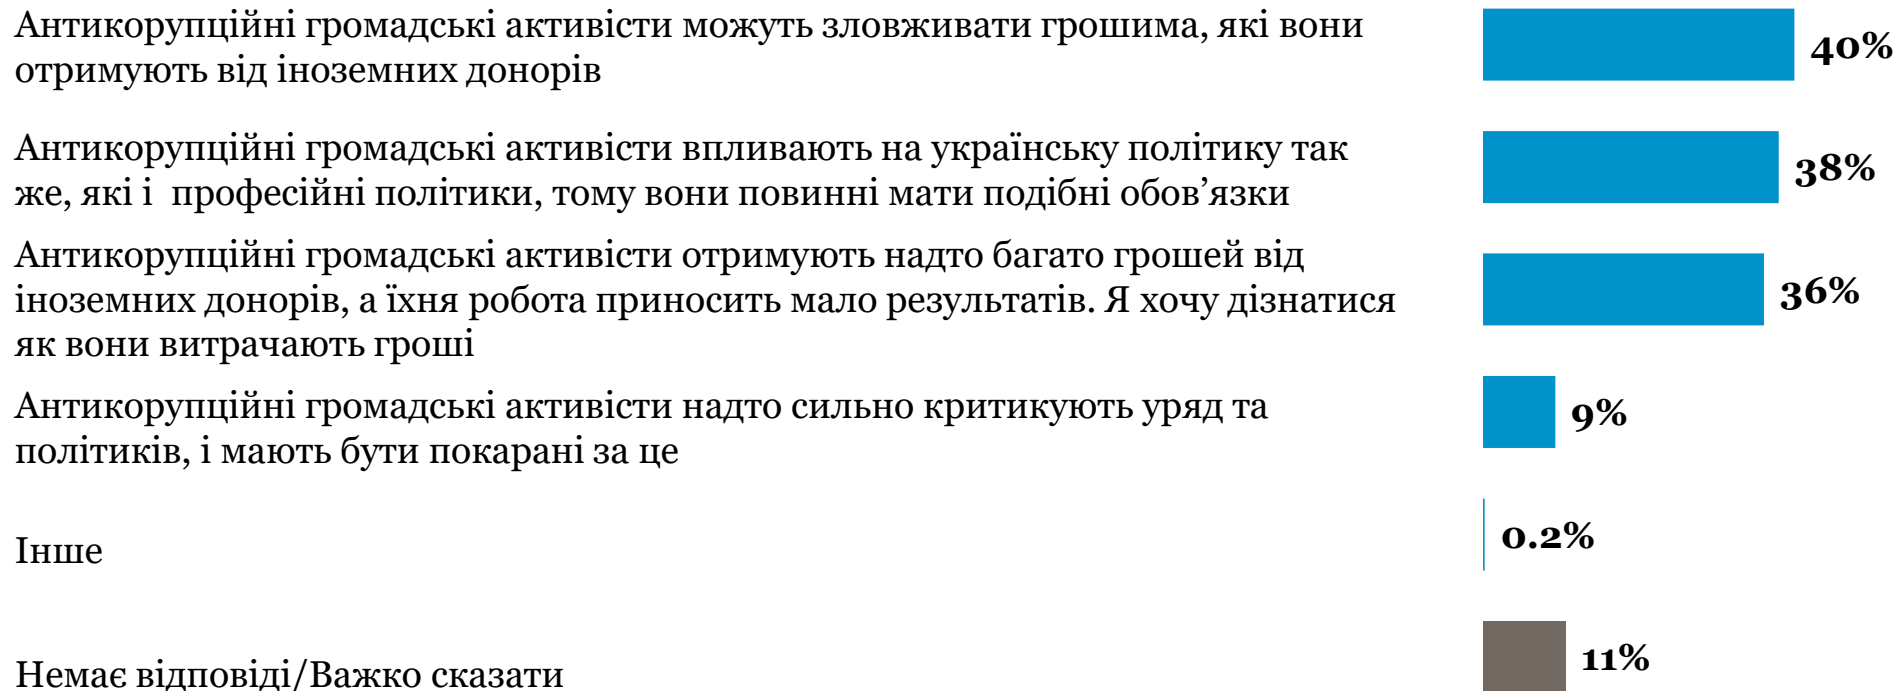 Антикорупційні громадські активісти можуть зловживати грошима, які вони
отримують від іноземних донорів
40%
Антикорупційні громадські активісти впливають на українську політику так
же, які і  професійні політики, тому вони повинні мати подібні обов’язки
38%
Антикорупційні громадські активісти отримують надто багато грошей від
іноземних донорів, а їхня робота приносить мало результатів. Я хочу дізнатися
як вони витрачають гроші
36%
Антикорупційні громадські активісти надто сильно критикують уряд та
політиків, і мають бути покарані за це
9%
Інше
0.2%
Немає відповіді/Важко сказати
11%